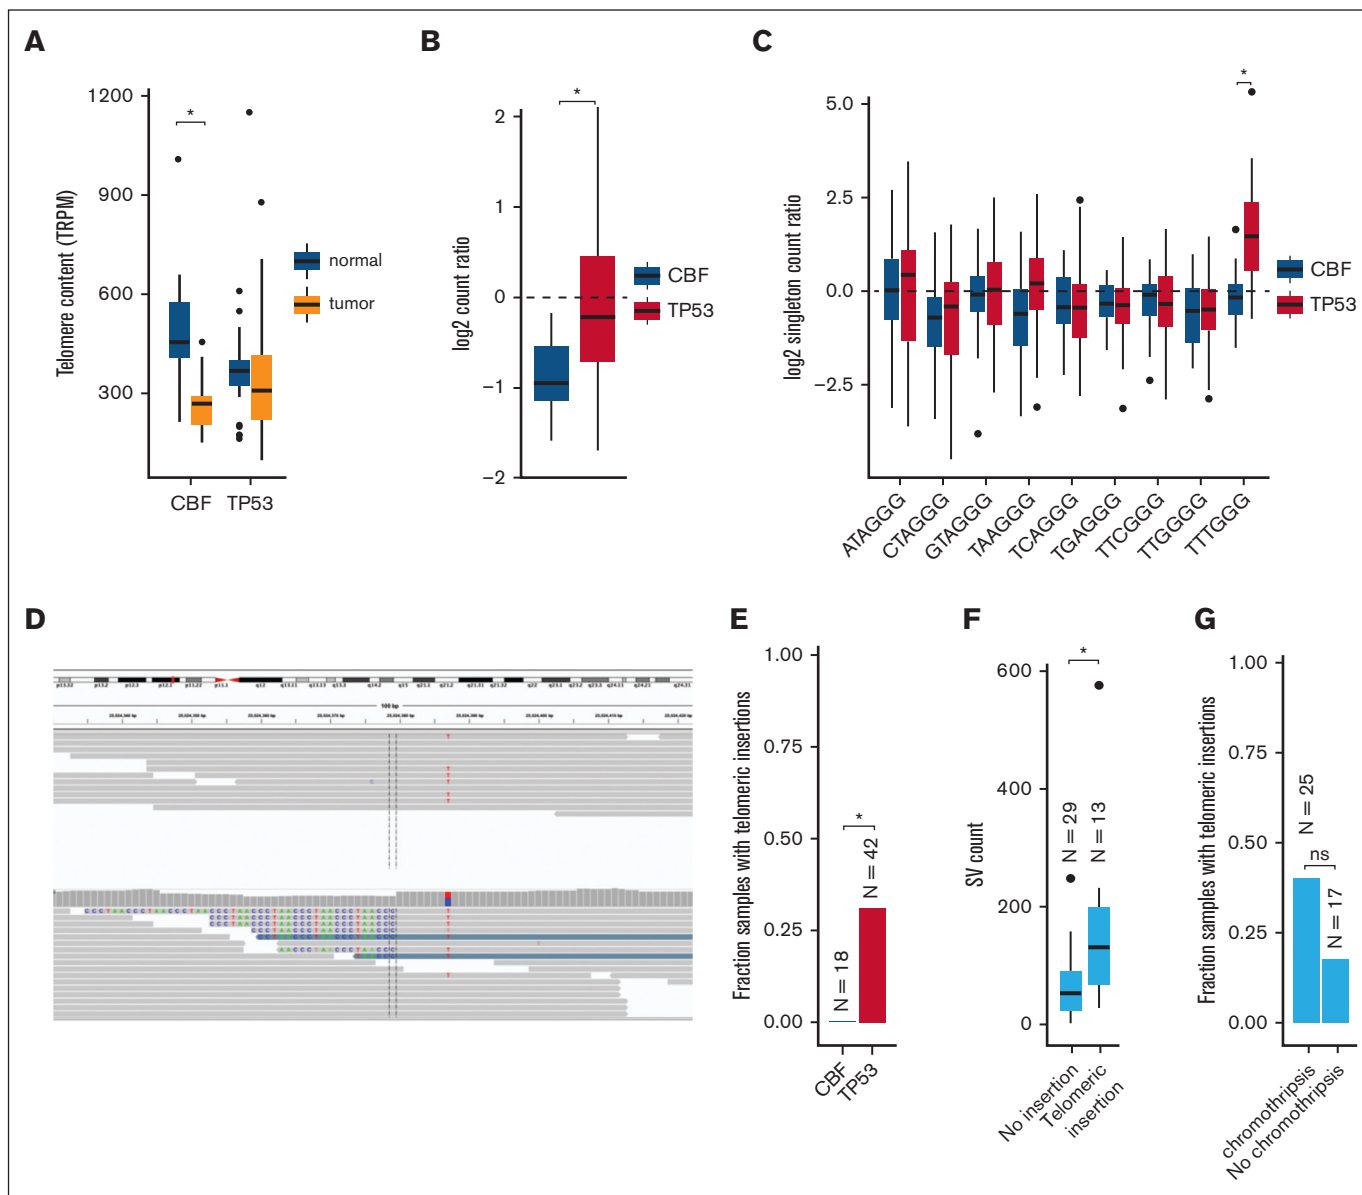 A
1200
900
600
300
Telomere content (TRPM)
*
CBF
TP53
normal
tumor
B
2
1
0
−1
−2
log2 count ratio
*
CBF
TP53
C
5.0
2.5
0.0
−2.5
log2 singleton count ratio
*
ATAGGG
CTAGGG
GTAGGG
TAAGGG
TCAGGG
TGAGGG
TTCGGG
TTGGGG
TTTGGG
CBF
TP53
D
100 bp
E
1.00
0.75
0.50
0.25
0.00
Fraction samples with telomeric insertions
*
N = 18
N = 42
CBF
TP53
F
600
400
200
0
SV count
*
N = 29
N = 13
No insertion
Telomeric
insertion
G
1.00
0.75
0.50
0.25
0.00
Fraction samples with telomeric insertions
N = 25
ns
N = 17
chromothripsis
No chromothripsis